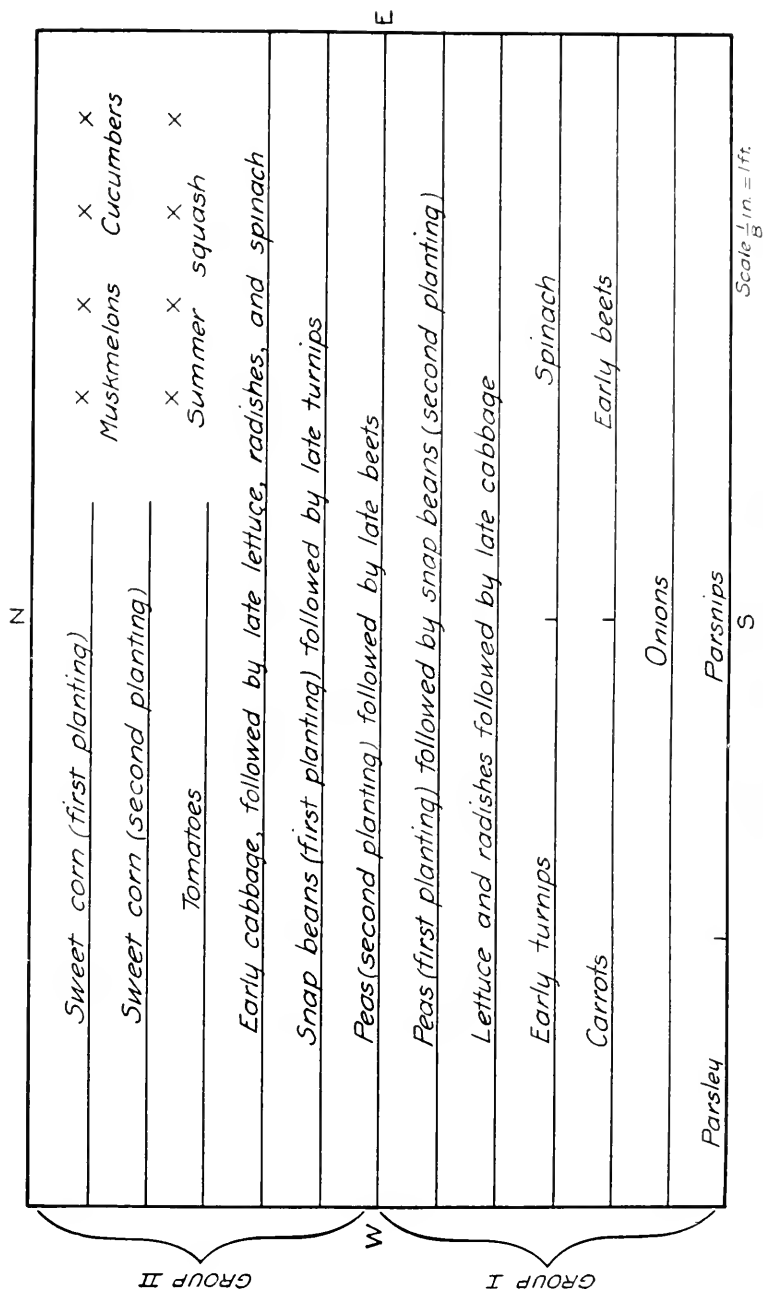 N
Sweet corn (first planting)
Muskmelons Cucumbers
Sweet corn (second planting)
Summer squash
Tomatoes
Early cabbage, followed by late lettuce, radishes, and spinach
Snap beans (first planting) followed by late turnips
Peas (second planting) followed by late beets
Peas (first planting) followed by snap beans (second planting)
Lettuce and radishes followed by late cabbage
Early turnips Spinach
Carrots Early beets
Onions
Parsley Parsnips
GROUP II
GROUP I
W
E
S
Scale 1/8 in. = 1 ft.